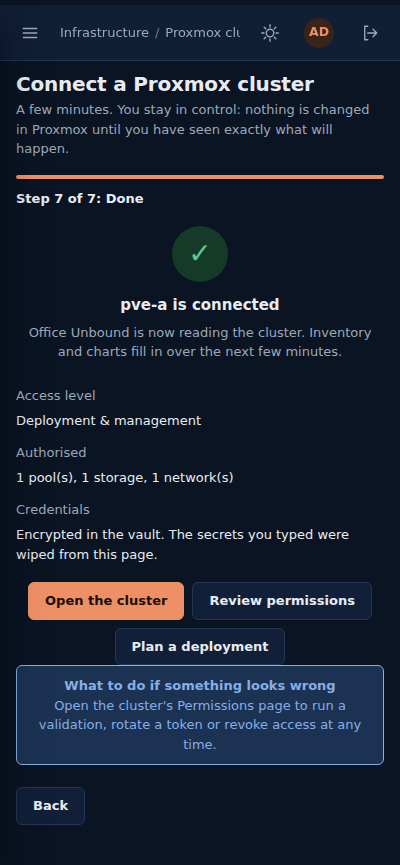 Infrastructure / Proxmox clu
AD
Connect a Proxmox cluster
A few minutes. You stay in control: nothing is changed
in Proxmox until you have seen exactly what will
happen.
Step 7 of 7: Done
✓
pve-a is connected
Office Unbound is now reading the cluster. Inventory
and charts fill in over the next few minutes.
Access level
Deployment & management
Authorised
1 pool(s), 1 storage, 1 network(s)
Credentials
Encrypted in the vault. The secrets you typed were
wiped from this page.
Open the cluster
Review permissions
Plan a deployment
What to do if something looks wrong
Open the cluster's Permissions page to run a
validation, rotate a token or revoke access at any
time.
Back